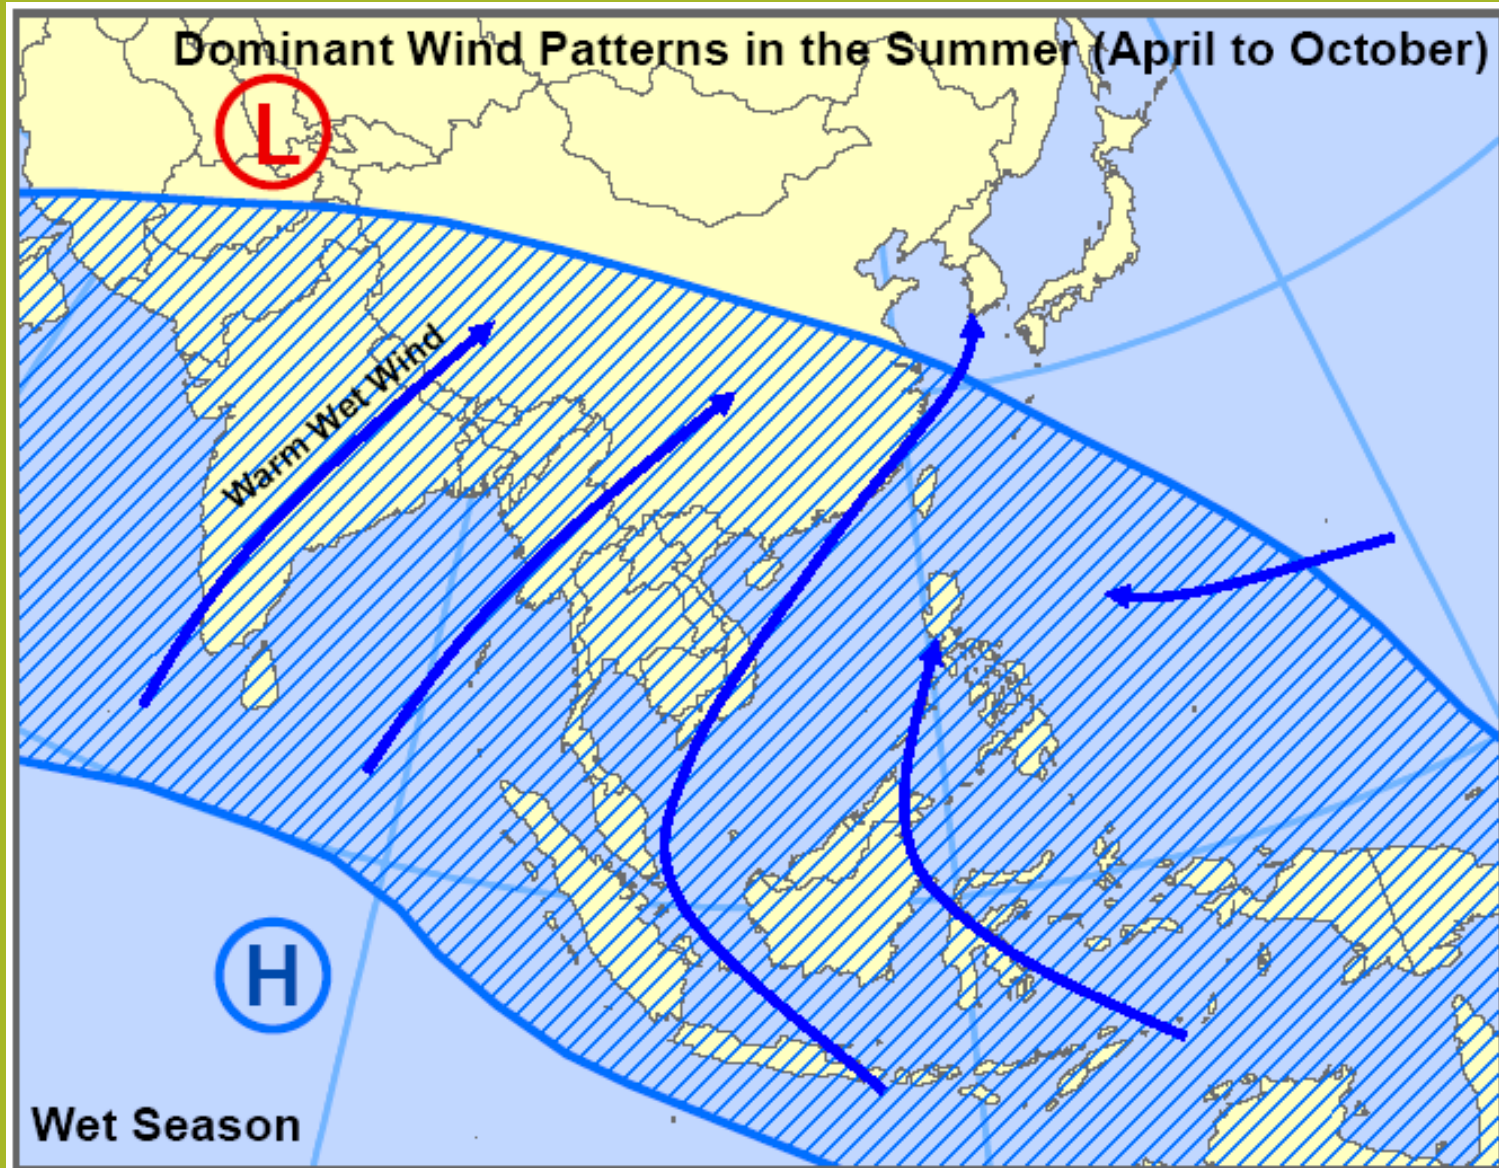 Dominant Wind Patterns in the Summer (April to October)
L
Warm Wet Wind
H
Wet Season